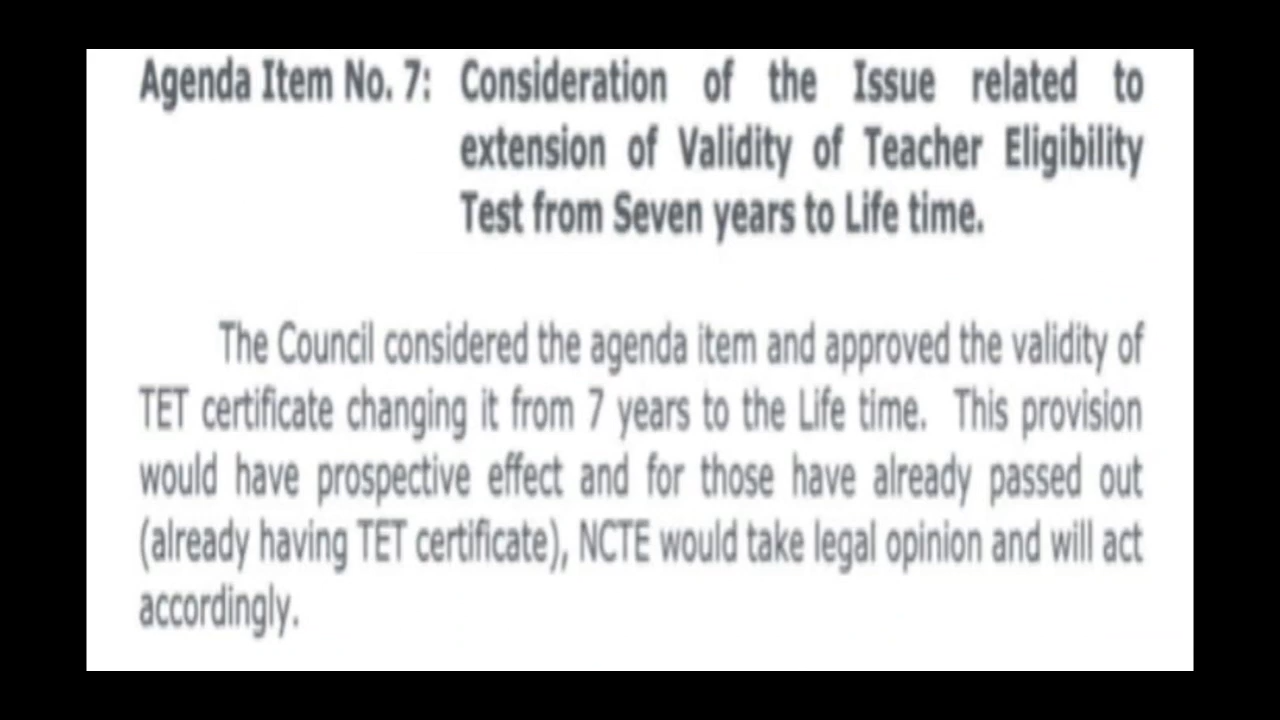 Agenda Item No. 7: Consideration of the Issue related to
extension of Validity of Teacher Eligibility
Test from Seven years to Life time.
The Council considered the agenda item and approved the validity of
TET certificate changing it from 7 years to the Life time. This provision
would have prospective effect and for those have already passed out
(already having TET certificate), NCTE would take legal opinion and will act
accordingly.